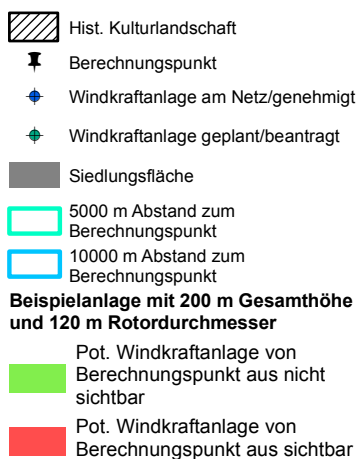 Hist. Kulturlandschaft
Berechnungspunkt
Windkraftanlage am Netz/genehmigt
Windkraftanlage geplant/beantragt
Siedlungsfläche
5000 m Abstand zum
Berechnungspunkt
10000 m Abstand zum
Berechnungspunkt
Beispielanlage mit 200 m Gesamthöhe
und 120 m Rotordurchmesser
Pot. Windkraftanlage von
Berechnungspunkt aus nicht
sichtbar
Pot. Windkraftanlage von
Berechnungspunkt aus sichtbar